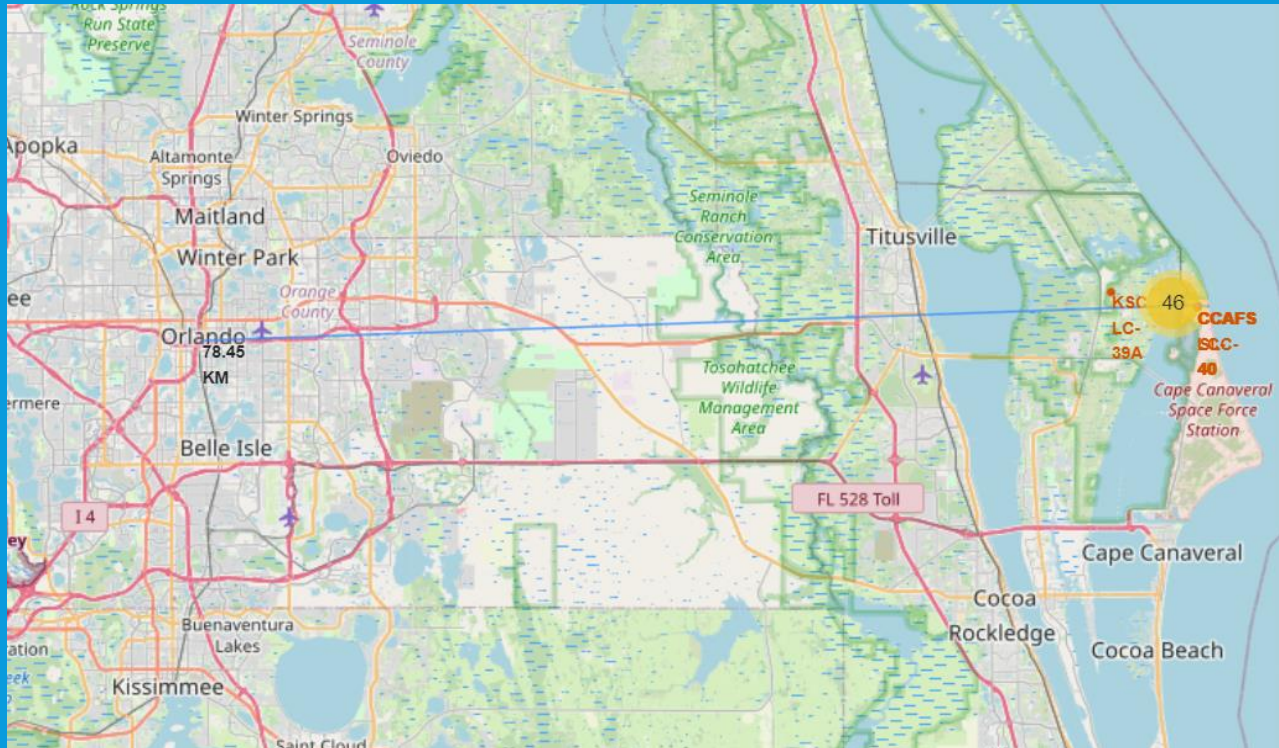 Rock Springs
Run State
Preserve
Seminole
County
Winter Springs
Apopka
Altamonte
Springs
Oviedo
Maitland
Seminole
Ranch
Conservation
Area
Titusville
Winter Park
ee
Orange
County
KSC
LC-
39A
46
CCAFS
40
Orlando
78.45
KM
Tosohatchee
Wildlife
Management
Area
Cape Canaveral
Space Force
Station
ermere
Belle Isle
I 4
FL 528 Toll
ey
Cape Canaveral
Cocoa
Rockledge
Buenaventura
Lakes
ation
eek
Cocoa Beach
Kissimmee
Saint Cloud